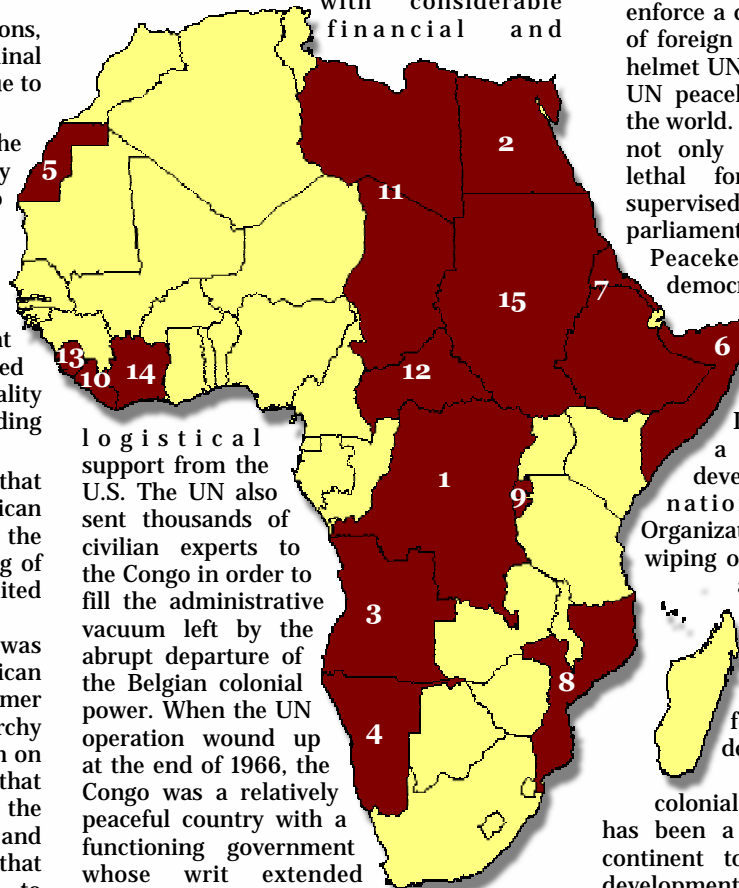 ons,
inal
ue to
he
y
t
ed
ality
ding
that
ican
the
g of
ited
was
ican
mer
rchy
n on
that
the
and
that
to
with considerable
financial and
logistical
support from the
U.S. The UN also
sent thousands of
civilian experts to
the Congo in order to
fill the administrative
vacuum left by the
abrupt departure of
the Belgian colonial
power. When the UN
operation wound up
at the end of 1966, the
Congo was a relatively
peaceful country with a
functioning government
whose writ extended
enforce a c
of foreign
helmet UN
UN peacek
the world.
not only
lethal for
supervised
parliament
Peaceke
democr
a
deve
natio
Organizat
wiping o
a
f
de
colonial
has been a
continent to
development
2
5
11
7
15
6
13
10
14
12
1
9
3
8
4